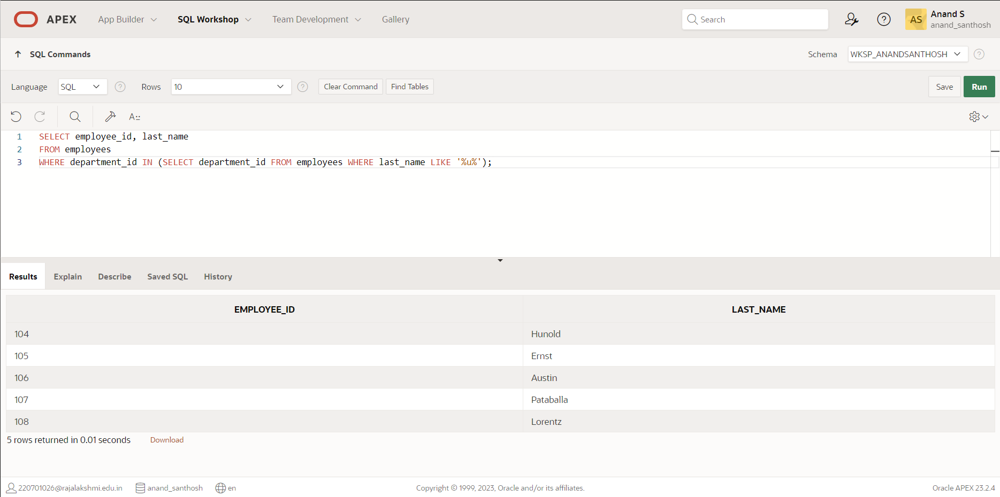 APEX App Builder SQL Workshop Team Development Gallery Search ? AS Anand S
anand_santhosh
SQL Commands Schema WKSP_ANANDSANTHOSH ?
Language SQL ? Rows 10 ? Clear Command Find Tables Save Run
A::
1 SELECT employee_id, last_name
2 FROM employees
3 WHERE department_id IN (SELECT department_id FROM employees WHERE last_name LIKE '%u%');
Results Explain Describe Saved SQL History
EMPLOYEE_ID LAST_NAME
104 Hunold
105 Ernst
106 Austin
107 Pataballa
108 Lorentz
5 rows returned in 0.01 seconds Download
220701026@rajalakshmi.edu.in anand_santhosh en Copyright © 1999, 2023, Oracle and/or its affiliates. Oracle APEX 23.2.4